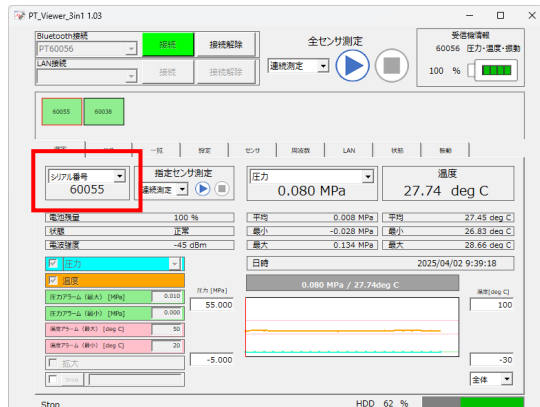 PT_Viewer_3in1 1.03
Bluetooth接続
PT60056
接続
接続解除
LAN接続
接続
接続解除
全センサ測定
連続測定
受信機情報
60056 圧力・温度・振動
100 %
60055
60038
一覧
設定
センサ
周波数
LAN
状態
振動
シリアル番号
60055
指定センサ測定
連続測定
圧力
0.080 MPa
温度
27.74 deg C
電池残量 100 %
状態 正常
電波強度 -45 dBm
平均 0.008 MPa
最小 -0.028 MPa
最大 0.134 MPa
平均 27.45 deg C
最小 26.83 deg C
最大 28.66 deg C
圧力
温度
圧力アラーム (最大) [MPa] 0.010
圧力アラーム (最小) [MPa] 0.000
温度アラーム (最大) [deg C] 50
温度アラーム (最小) [deg C] 20
拡大
Stop
日時 2025/04/02 9:39:18
0.080 MPa / 27.74deg C
圧力 [MPa]
55.000
-5.000
温度[deg C]
100
-30
全体
Stop
HDD 62 %